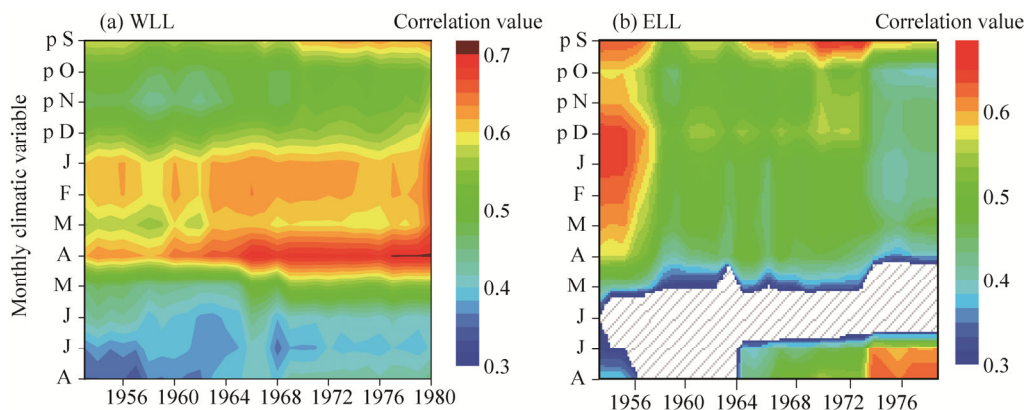 (a) WLL
Correlation value
(b) ELL
Correlation value
Monthly climatic variable
p S
p O
p N
p D
J
F
M
A
M
J
J
A
1956
1960
1964
1968
1972
1976
1980
0.7
0.6
0.5
0.4
0.3
p S
p O
p N
p D
J
F
M
A
M
J
J
A
1956
1960
1964
1968
1972
1976
0.6
0.5
0.4
0.3